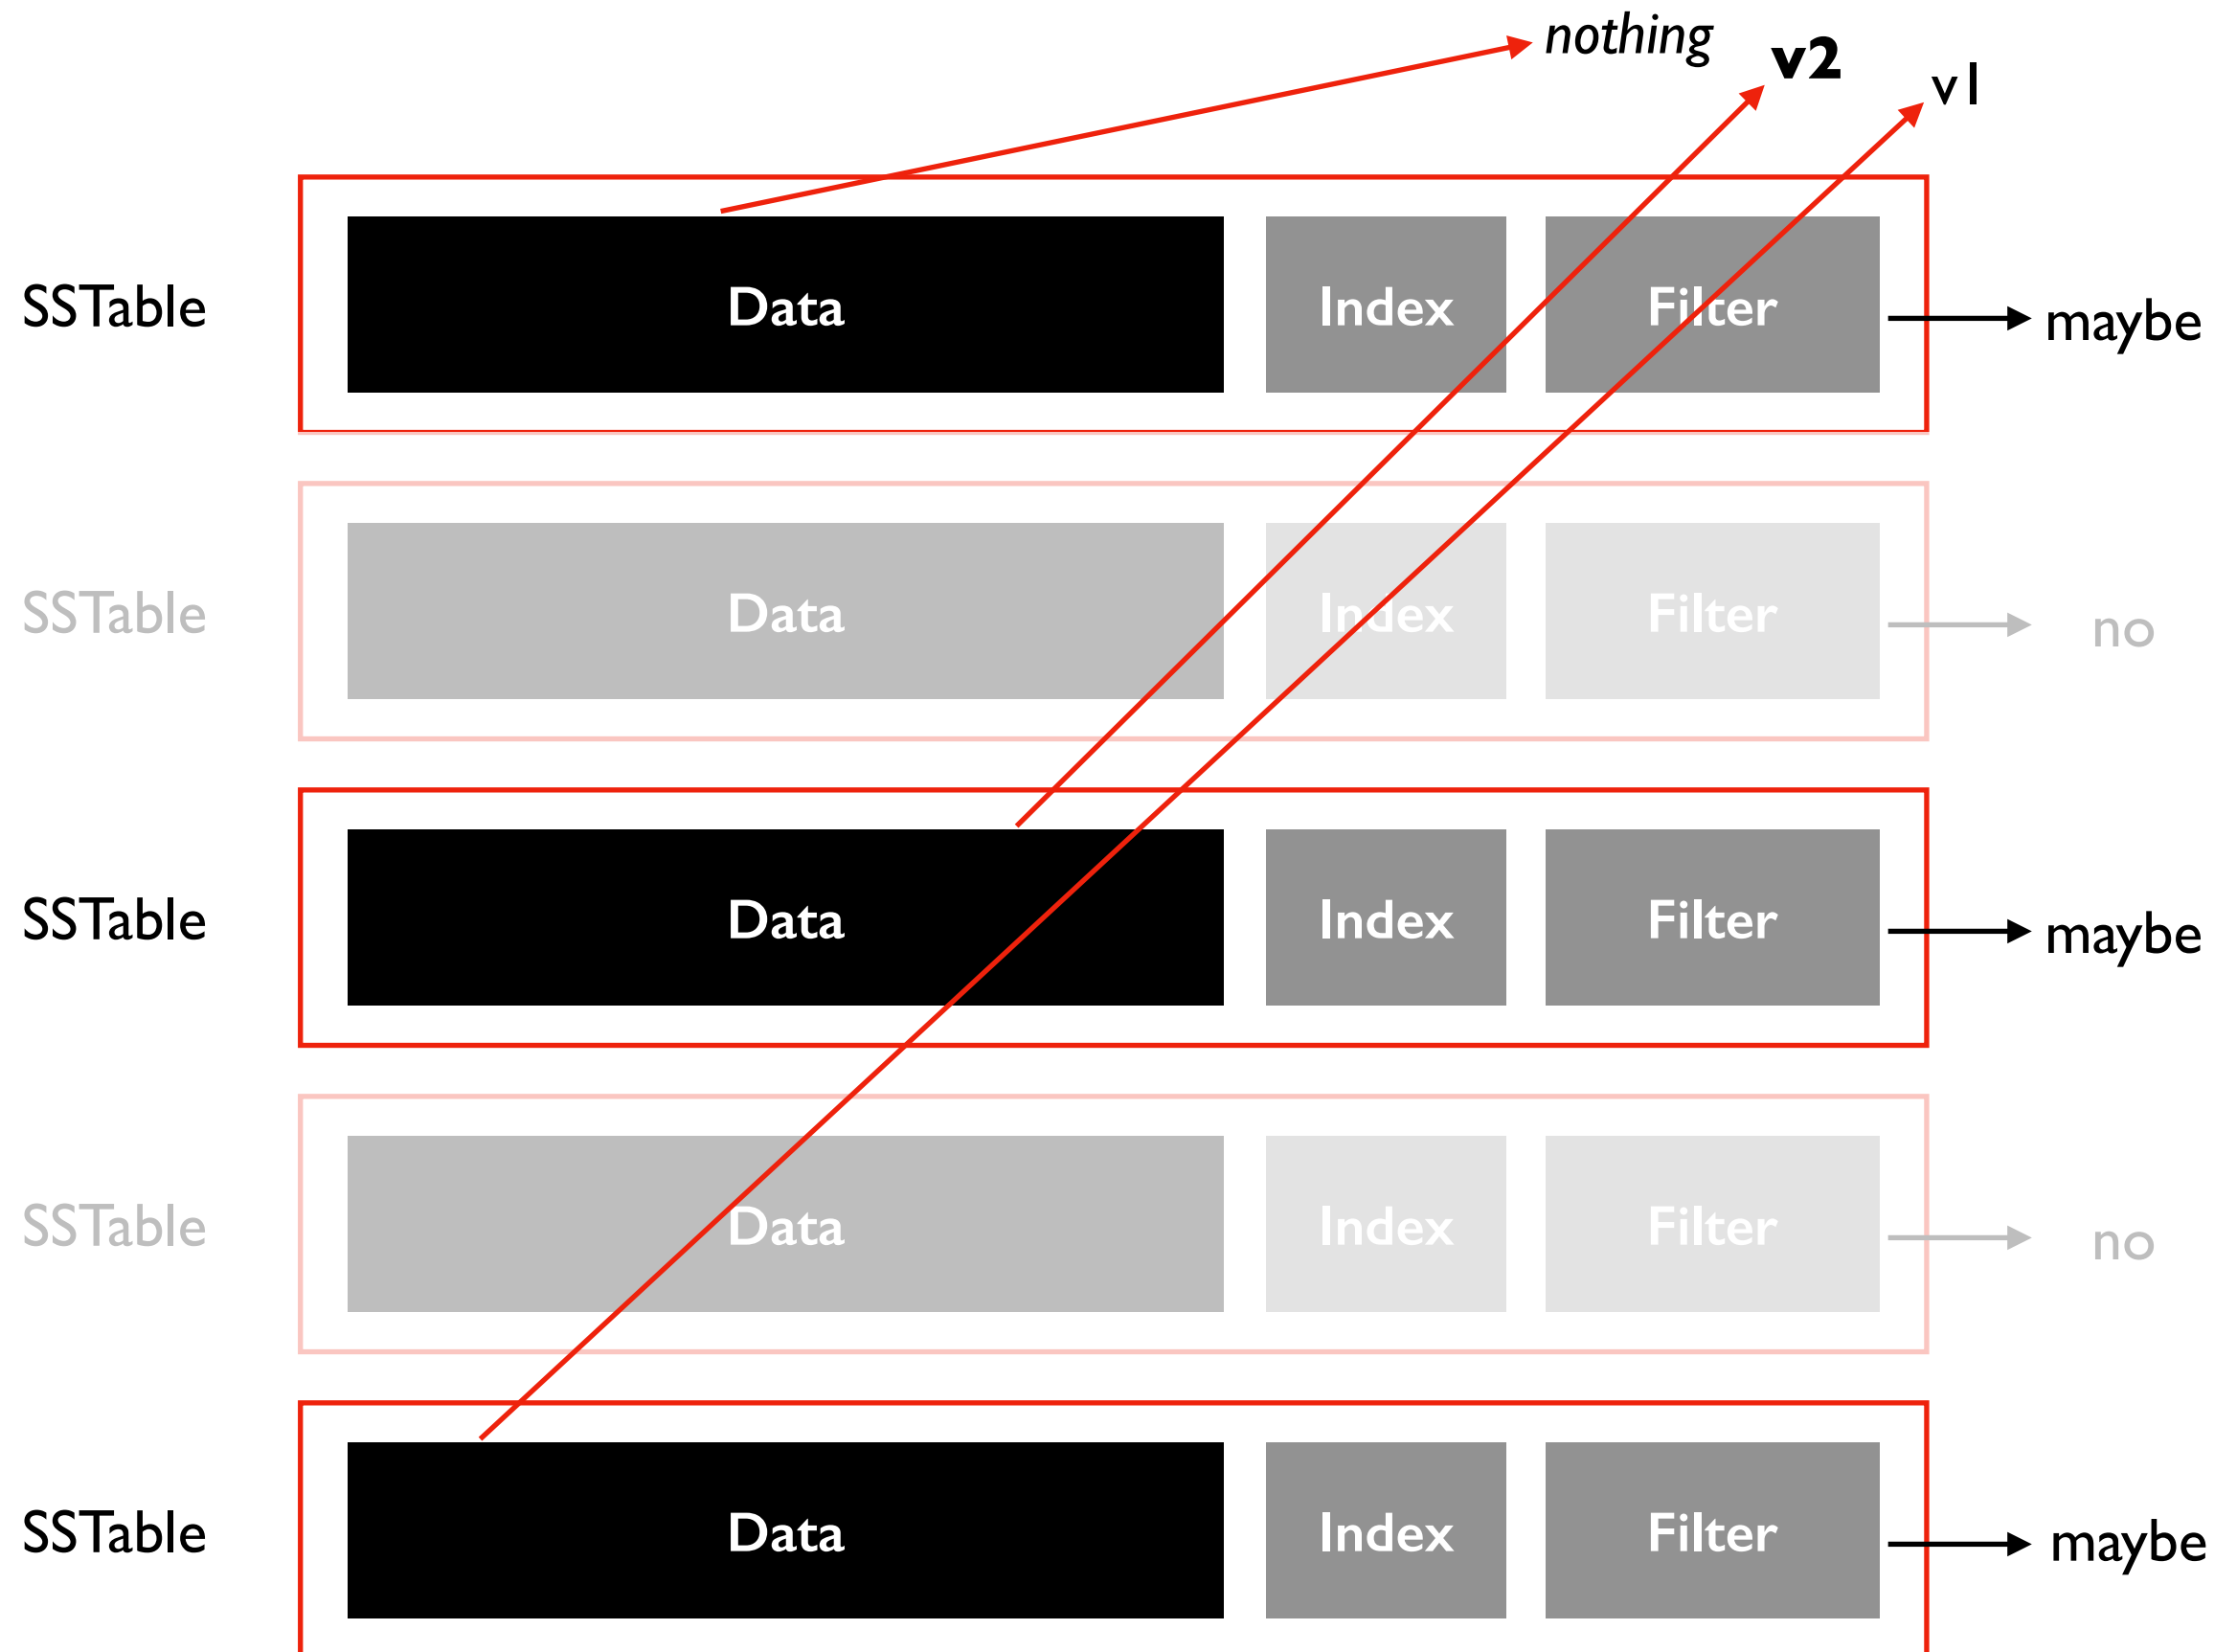 nothing
v2
v1
SSTable Data Index Filter maybe
SSTable Data Index Filter no
SSTable Data Index Filter maybe
SSTable Data Index Filter no
SSTable Data Index Filter maybe